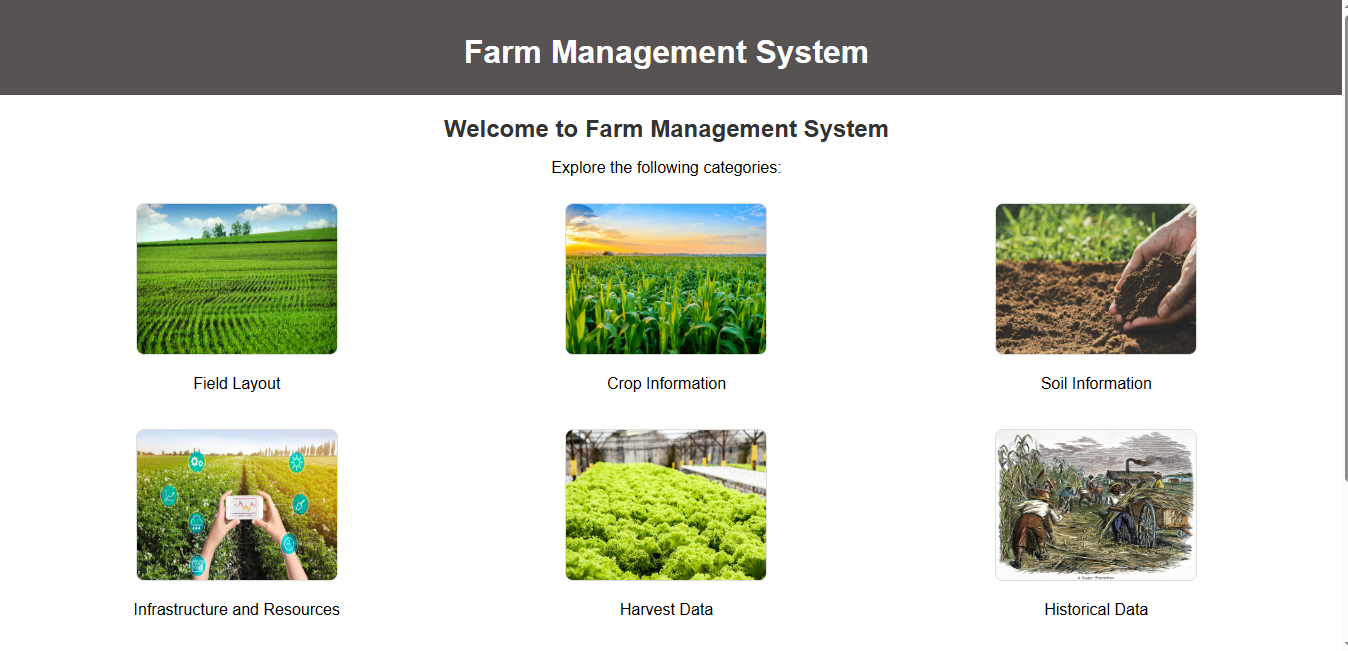 Farm Management System
Welcome to Farm Management System
Explore the following categories:
Field Layout
Crop Information
Soil Information
Infrastructure and Resources
Harvest Data
Historical Data